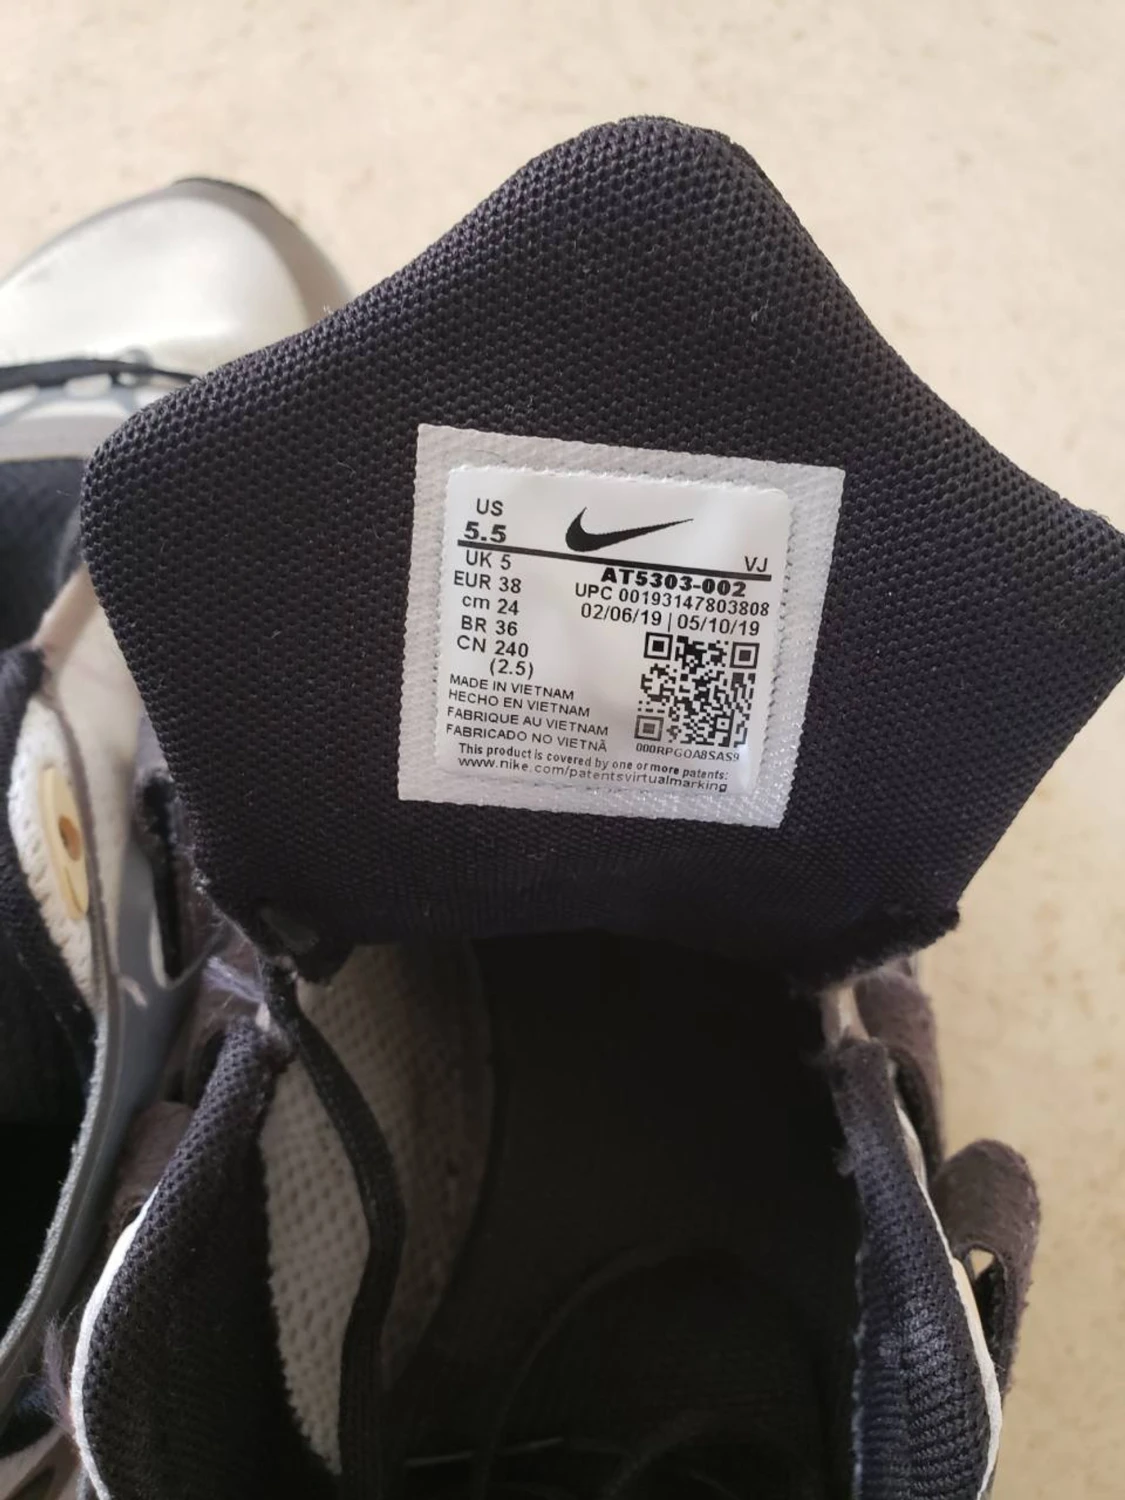 US
5.5
VJ
UK 5
AT5303-002
EUR 38
UPC 00193147803808
cm 24
02/06/19 | 05/10/19
BR 36
CN 240
(2.5)
MADE IN VIETNAM
HECHO EN VIETNAM
FABRIQUE AU VIETNAM
FABRICADO NO VIETNÃ
000RPGOA8SAS9
This product is covered by one or more patents:
www.nike.com/patentsvirtualmarking